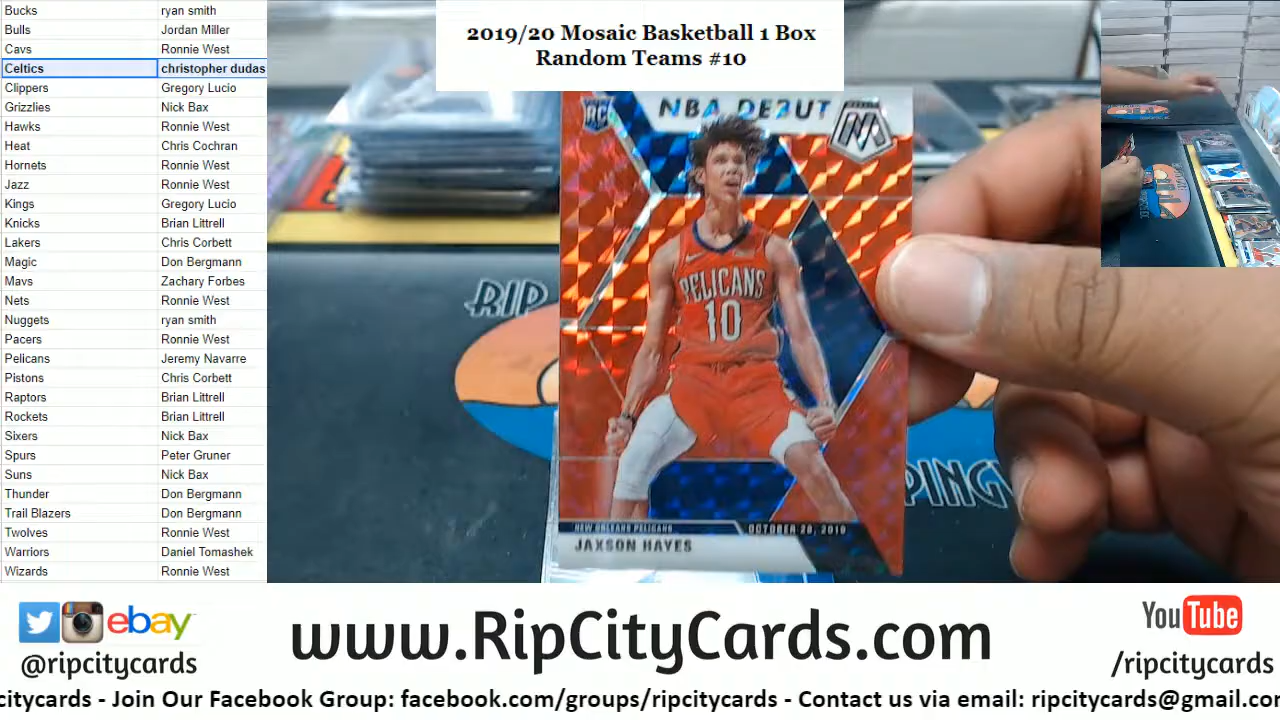 Bucks ryan smith
Bulls Jordan Miller
Cavs Ronnie West
Celtics christopher dudas
Clippers Gregory Lucio
Grizzlies Nick Bax
Hawks Ronnie West
Heat Chris Cochran
Hornets Ronnie West
Jazz Ronnie West
Kings Gregory Lucio
Knicks Brian Littrell
Lakers Chris Corbett
Magic Don Bergmann
Mavs Zachary Forbes
Nets Ronnie West
Nuggets ryan smith
Pacers Ronnie West
Pelicans Jeremy Navarre
Pistons Chris Corbett
Raptors Brian Littrell
Rockets Brian Littrell
Sixers Nick Bax
Spurs Peter Gruner
Suns Nick Bax
Thunder Don Bergmann
Trail Blazers Don Bergmann
Twolves Ronnie West
Warriors Daniel Tomashek
Wizards Ronnie West
2019/20 Mosaic Basketball 1 Box
Random Teams #10
RC
NBA DEBUT
M
PELICANS
10
NEW ORLEANS PELICANS
JAXSON HAYES
RIP
PING
ebay
@ripcitycards
www.RipCityCards.com
YouTube
/ripcitycards
citycards - Join Our Facebook Group: facebook.com/groups/ripcitycards - Contact us via email: ripcitycards@gmail.co